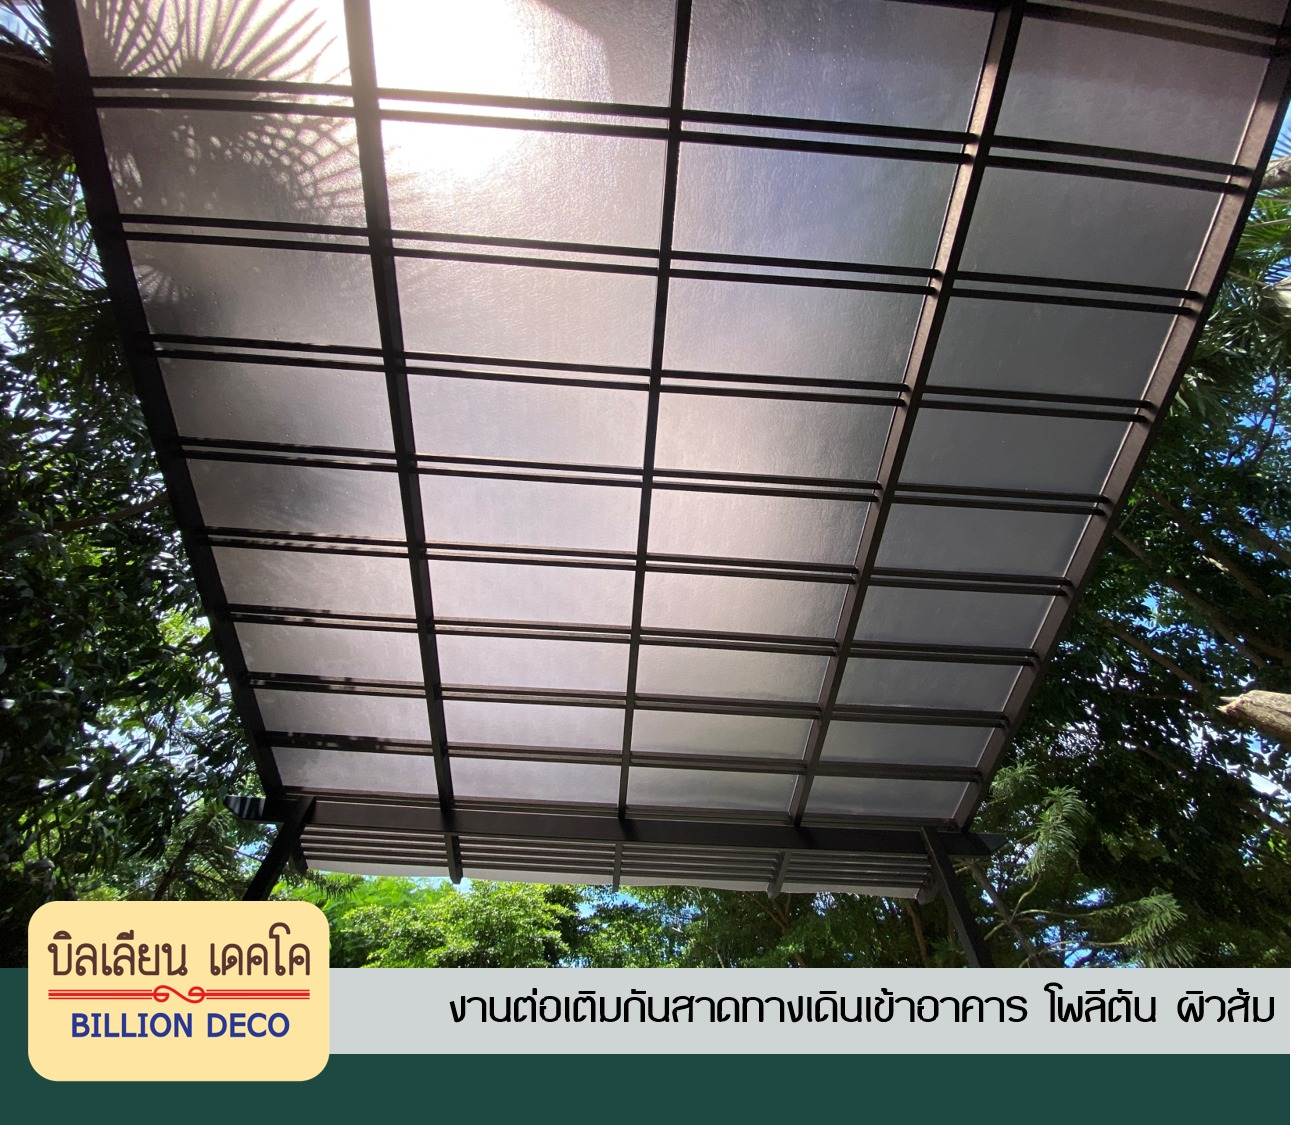 บิลเลียน เดคโค
BILLION DECO
งานต่อเติมกันสาดทางเดินเข้าอาคาร โพลีตัน ผิวส้ม